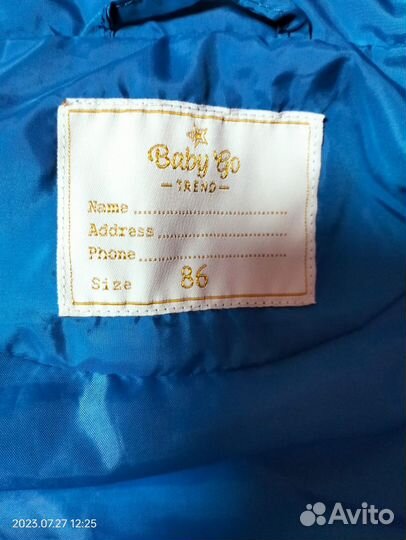 Baby Go
TREND
Name
Address
Phone
Size 86
2023.07.27 12:25
Avito